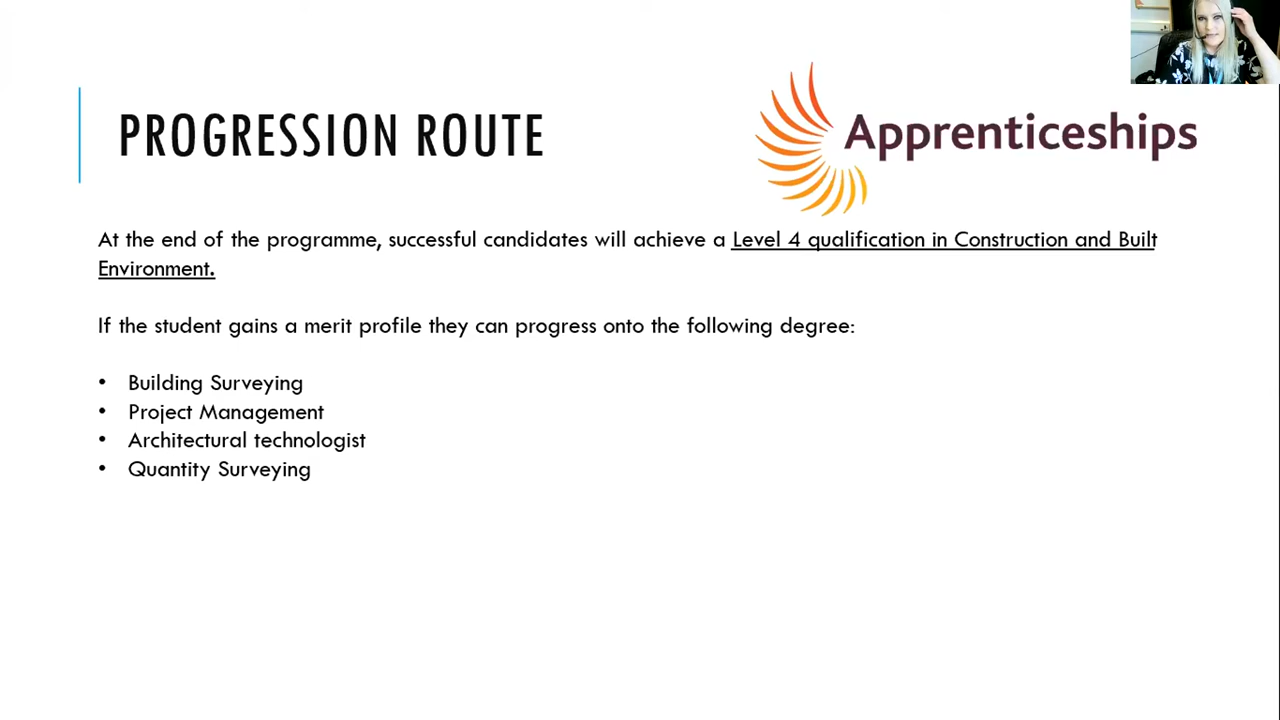 PROGRESSION ROUTE
Apprenticeships
At the end of the programme, successful candidates will achieve a Level 4 qualification in Construction and Built
Environment.
If the student gains a merit profile they can progress onto the following degree:
• Building Surveying
• Project Management
• Architectural technologist
• Quantity Surveying